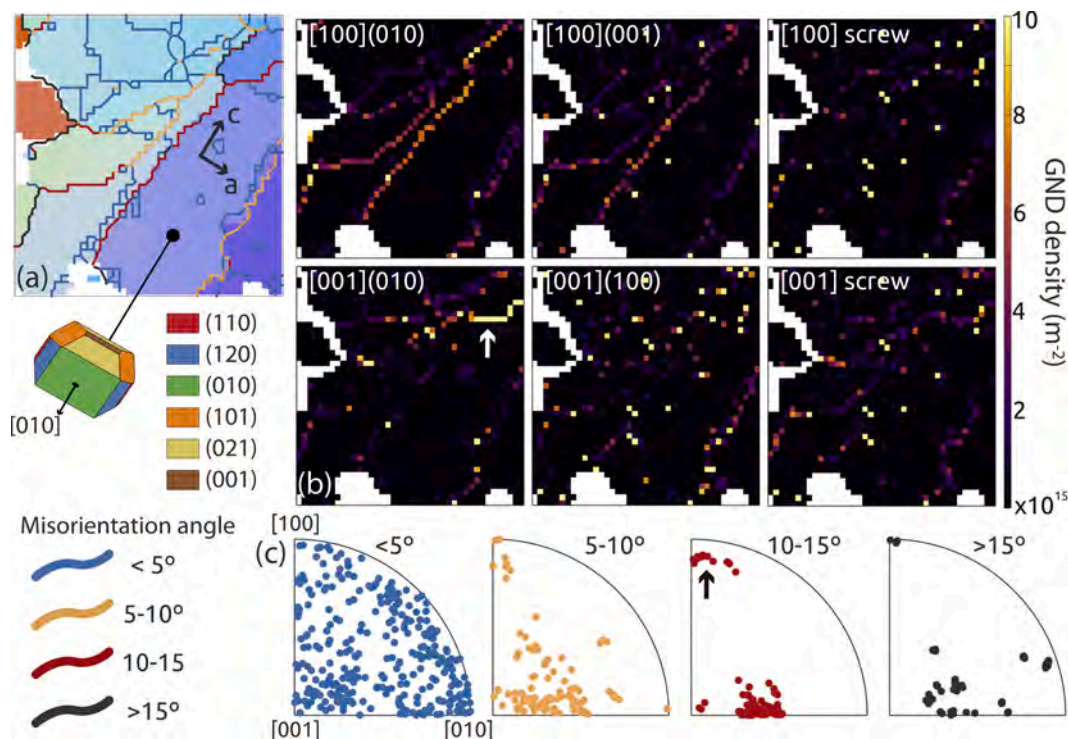 [100](010)
[100](001)
[100] screw
10
8
6
4
2
x10¹⁵
GND density (m⁻²)
c
a
(a)
[001](010)
[001](100)
[001] screw
(b)
[010]
(110)
(120)
(010)
(101)
(021)
(001)
Misorientation angle
< 5°
5-10°
10-15
>15°
(c)
[100]
<5°
5-10°
10-15°
>15°
[001]
[010]